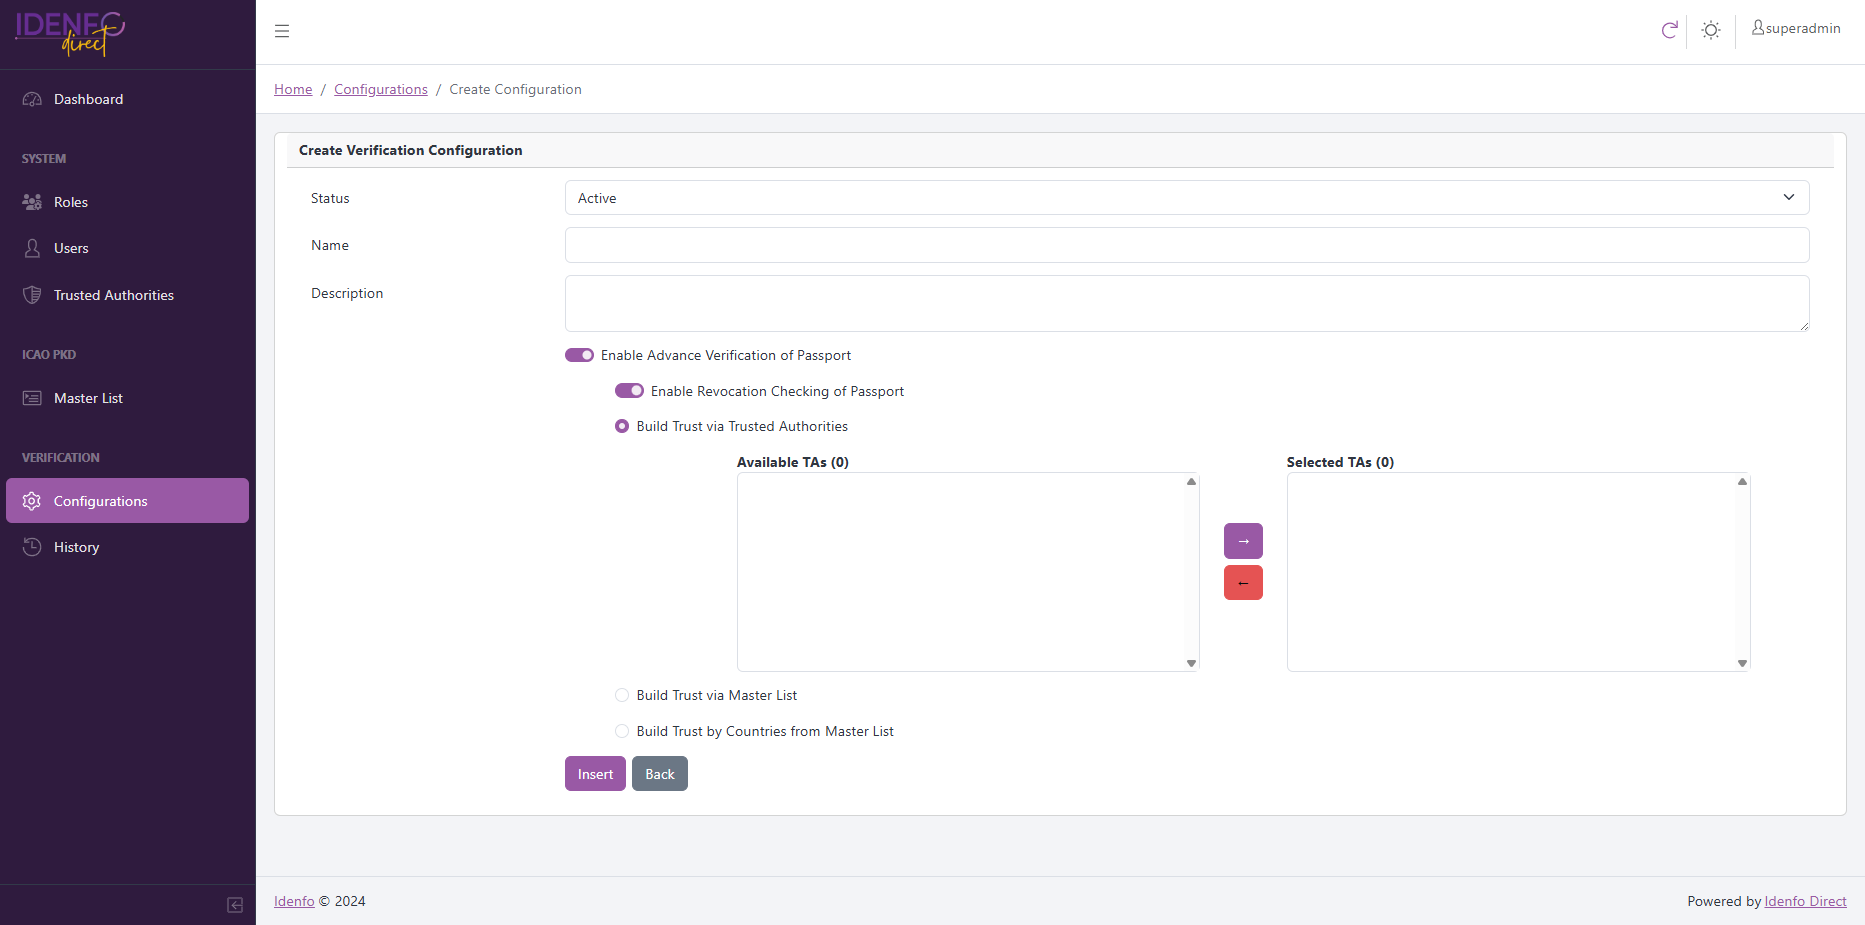 IDENFO
direct
superadmin
Home / Configurations / Create Configuration
Dashboard
SYSTEM
Roles
Users
Trusted Authorities
ICAO PKD
Master List
VERIFICATION
Configurations
History
Create Verification Configuration
Status
Active
Name
Description
Enable Advance Verification of Passport
Enable Revocation Checking of Passport
Build Trust via Trusted Authorities
Available TAs (0)
Selected TAs (0)
→
←
Build Trust via Master List
Build Trust by Countries from Master List
Insert
Back
Idenfo © 2024
Powered by Idenfo Direct